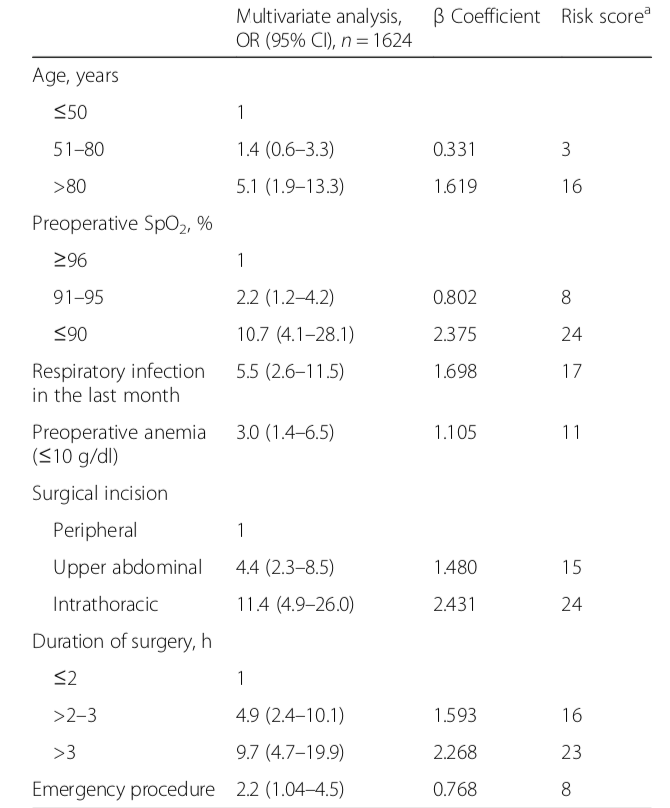 Multivariate analysis, β Coefficient Risk scoreᵃ
OR (95% CI), n = 1624
Age, years
≤50 1
51–80 1.4 (0.6–3.3) 0.331 3
>80 5.1 (1.9–13.3) 1.619 16
Preoperative SpO₂, %
≥96 1
91–95 2.2 (1.2–4.2) 0.802 8
≤90 10.7 (4.1–28.1) 2.375 24
Respiratory infection 5.5 (2.6–11.5) 1.698 17
in the last month
Preoperative anemia 3.0 (1.4–6.5) 1.105 11
(≤10 g/dl)
Surgical incision
Peripheral 1
Upper abdominal 4.4 (2.3–8.5) 1.480 15
Intrathoracic 11.4 (4.9–26.0) 2.431 24
Duration of surgery, h
≤2 1
>2–3 4.9 (2.4–10.1) 1.593 16
>3 9.7 (4.7–19.9) 2.268 23
Emergency procedure 2.2 (1.04–4.5) 0.768 8